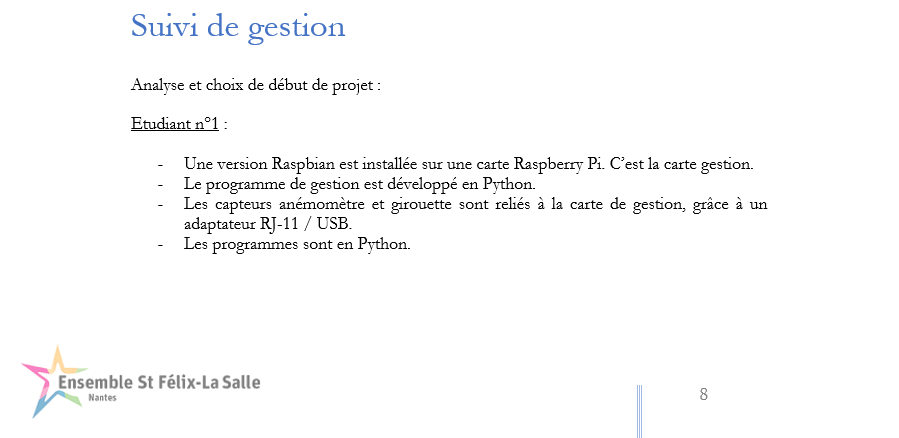 Suivi de gestion
Analyse et choix de début de projet :
Etudiant n°1 :
- Une version Raspbian est installée sur une carte Raspberry Pi. C’est la carte gestion.
- Le programme de gestion est développé en Python.
- Les capteurs anémomètre et girouette sont reliés à la carte de gestion, grâce à un
adaptateur RJ-11 / USB.
- Les programmes sont en Python.
Ensemble St Félix-La Salle
Nantes
8